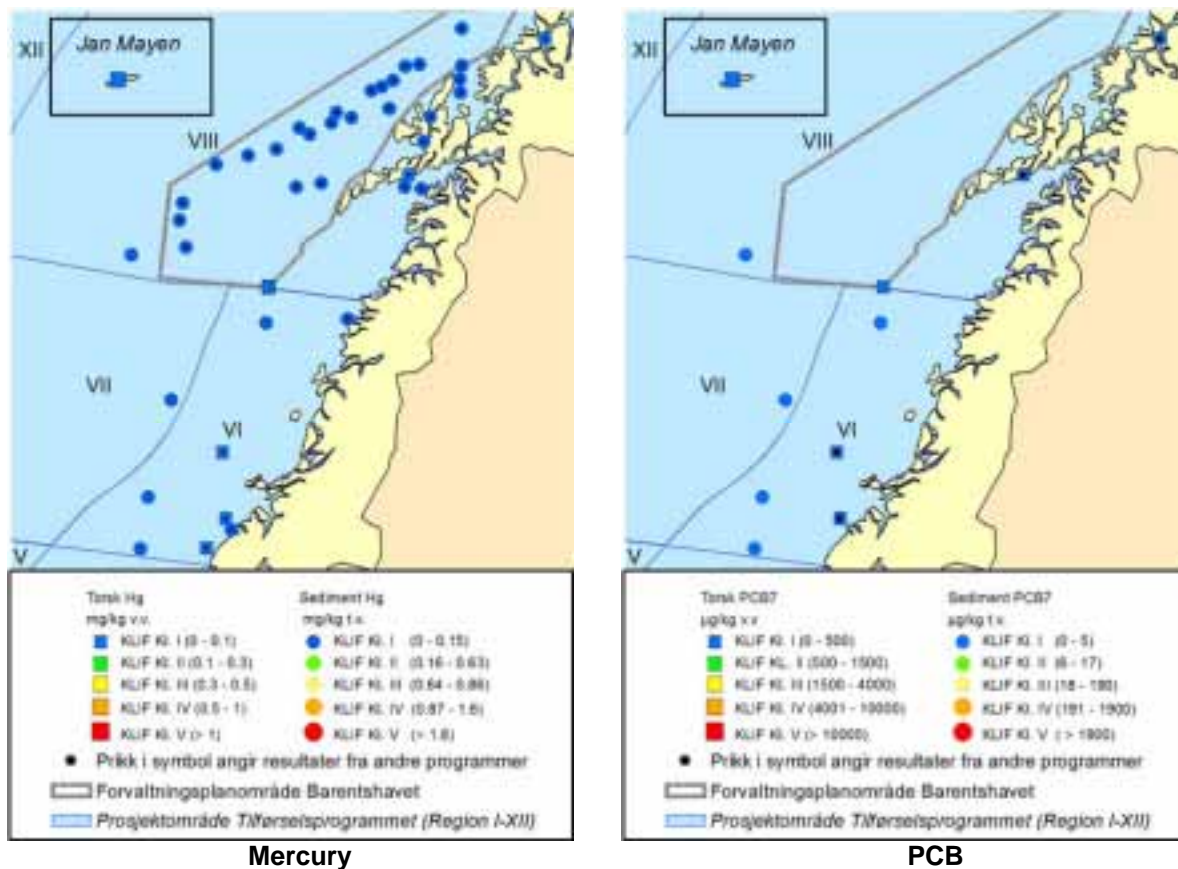 XII
Jan Mayen
VIII
VII
VI
V
Torsk Hg
mg/kg v.v.
KLIF Kl. I (0 - 0.1)
KLIF Kl. II (0.1 - 0.3)
KLIF Kl. III (0.3 - 0.5)
KLIF Kl. IV (0.5 - 1)
KLIF Kl. V (> 1)
Sediment Hg
mg/kg t.v.
KLIF Kl. I (0 - 0.15)
KLIF Kl. II (0.16 - 0.63)
KLIF Kl. III (0.64 - 0.86)
KLIF Kl. IV (0.87 - 1.6)
KLIF Kl. V (> 1.6)
Prikk i symbol angir resultater fra andre programmer
Forvaltningsplanområde Barentshavet
Prosjektområde Tilførselsprogrammet (Region I-XII)
Mercury
XII
Jan Mayen
VIII
VII
VI
V
Torsk PCB7
µg/kg v.v
KLIF Kl. I (0 - 500)
KLIF KL. II (500 - 1500)
KLIF Kl. III (1500 - 4000)
KLIF Kl. IV (4001 - 10000)
KLIF Kl. V (> 10000)
Sediment PCB7
µg/kg t.v.
KLIF Kl. I (0 - 5)
KLIF Kl. II (6 - 17)
KLIF Kl. III (18 - 190)
KLIF Kl. IV (191 - 1900)
KLIF Kl. V ( > 1900)
Prikk i symbol angir resultater fra andre programmer
Forvaltningsplanområde Barentshavet
Prosjektområde Tilførselsprogrammet (Region I-XII)
PCB